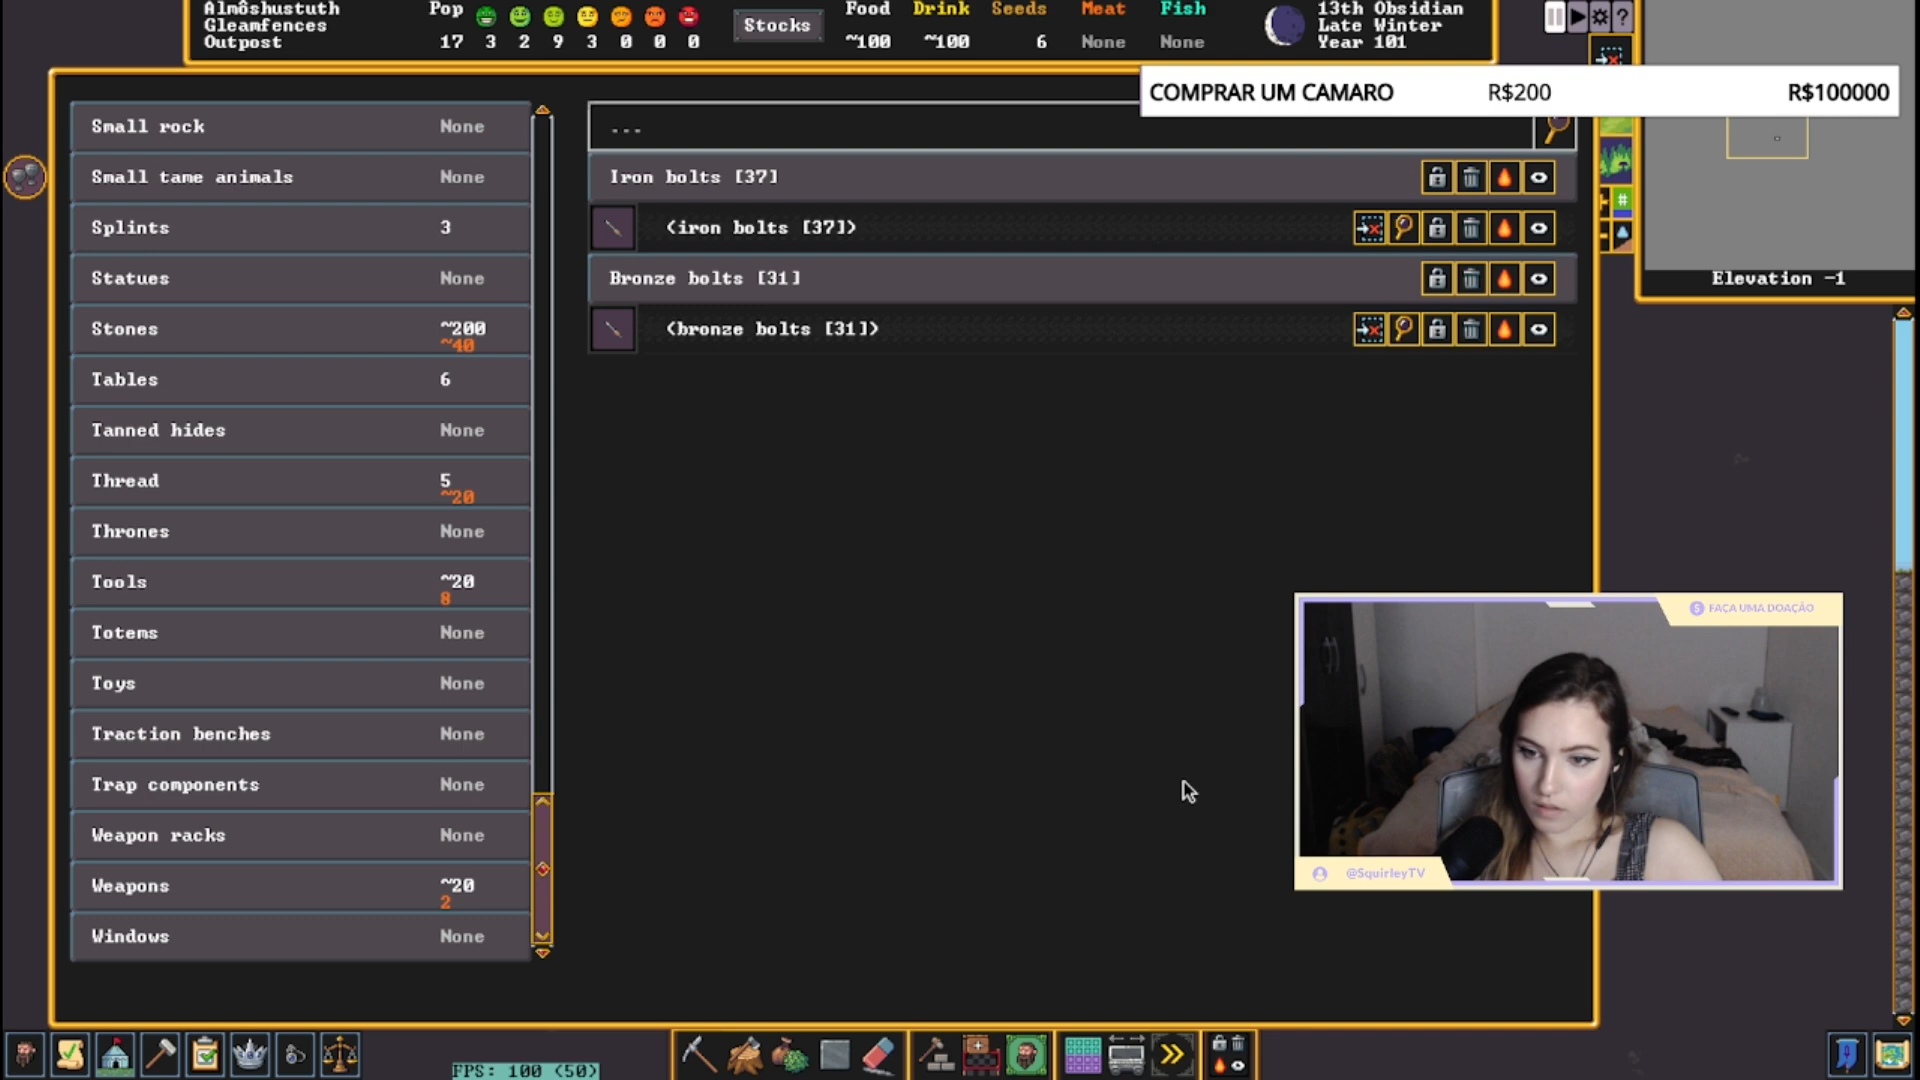 Almôshustuth
Gleamfences
Outpost
Pop
17 3 2 9 3 0 0 0
Stocks
Food Drink Seeds Meat Fish
~100 ~100 6 None None
13th Obsidian
Late Winter
Year 101
COMPRAR UM CAMARO R$200 R$100000
Elevation -1
Small rock None
Small tame animals None
Splints 3
Statues None
Stones ~200
~40
Tables 6
Tanned hides None
Thread 5
~20
Thrones None
Tools ~20
8
Totems None
Toys None
Traction benches None
Trap components None
Weapon racks None
Weapons ~20
2
Windows None
...
Iron bolts [37]
(iron bolts [37])
Bronze bolts [31]
(bronze bolts [31])
FAÇA UMA DOAÇÃO
@SquirleyTV
FPS: 100 (50)